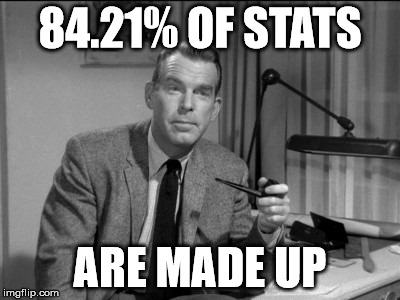 84.21% OF STATS
ARE MADE UP
imgflip.com